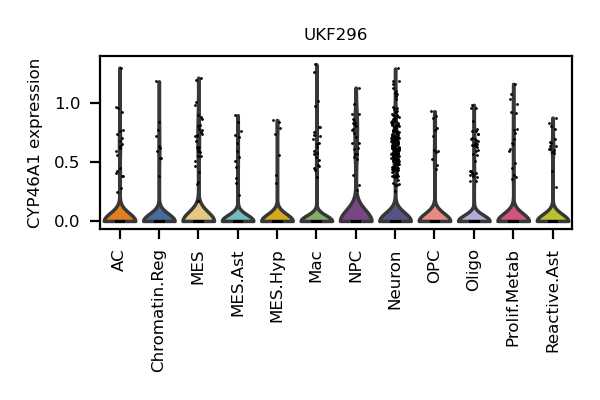 UKF296
CYP46A1 expression
1.0
0.5
0.0
AC
Chromatin.Reg
MES
MES.Ast
MES.Hyp
Mac
NPC
Neuron
OPC
Oligo
Prolif.Metab
Reactive.Ast